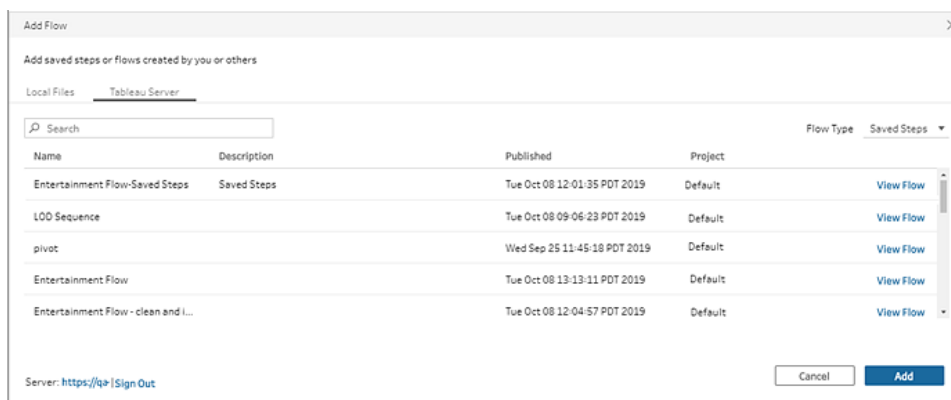 Add Flow
Add saved steps or flows created by you or others
Local Files Tableau Server
Search Flow Type Saved Steps
Name Description Published Project
Entertainment Flow-Saved Steps Saved Steps Tue Oct 08 12:01:35 PDT 2019 Default View Flow
LOD Sequence Tue Oct 08 09:06:23 PDT 2019 Default View Flow
pivot Wed Sep 25 11:45:18 PDT 2019 Default View Flow
Entertainment Flow Tue Oct 08 13:13:11 PDT 2019 Default View Flow
Entertainment Flow - clean and i... Tue Oct 08 12:04:57 PDT 2019 Default View Flow
Server: https://qa- | Sign Out Cancel Add